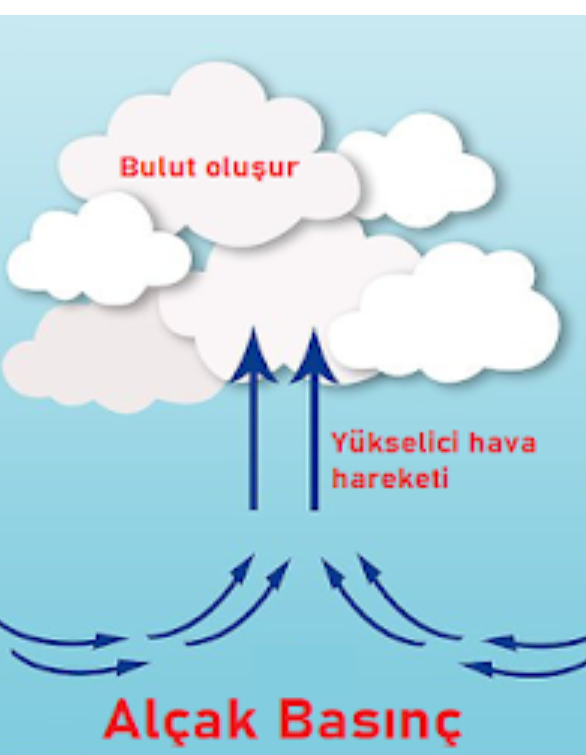 Bulut oluşur
Yükselici hava
hareketi
Alçak Basınç